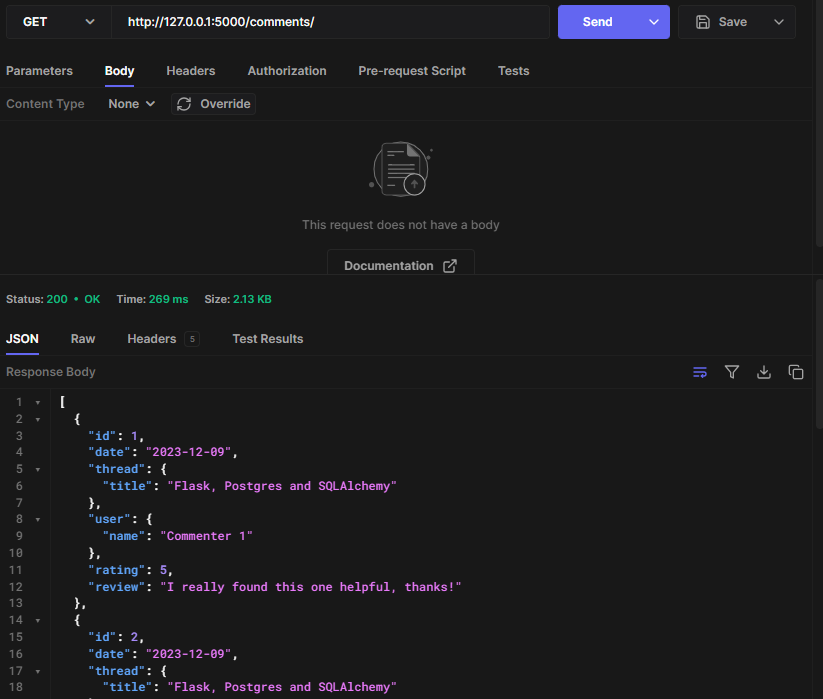 GET http://127.0.0.1:5000/comments/ Send Save
Parameters Body Headers Authorization Pre-request Script Tests
Content Type None Override
This request does not have a body
Documentation
Status: 200 • OK Time: 269 ms Size: 2.13 KB
JSON Raw Headers 5 Test Results
Response Body
1 [
2 {
3 "id": 1,
4 "date": "2023-12-09",
5 "thread": {
6 "title": "Flask, Postgres and SQLAlchemy"
7 },
8 "user": {
9 "name": "Commenter 1"
10 },
11 "rating": 5,
12 "review": "I really found this one helpful, thanks!"
13 },
14 {
15 "id": 2,
16 "date": "2023-12-09",
17 "thread": {
18 "title": "Flask, Postgres and SQLAlchemy"